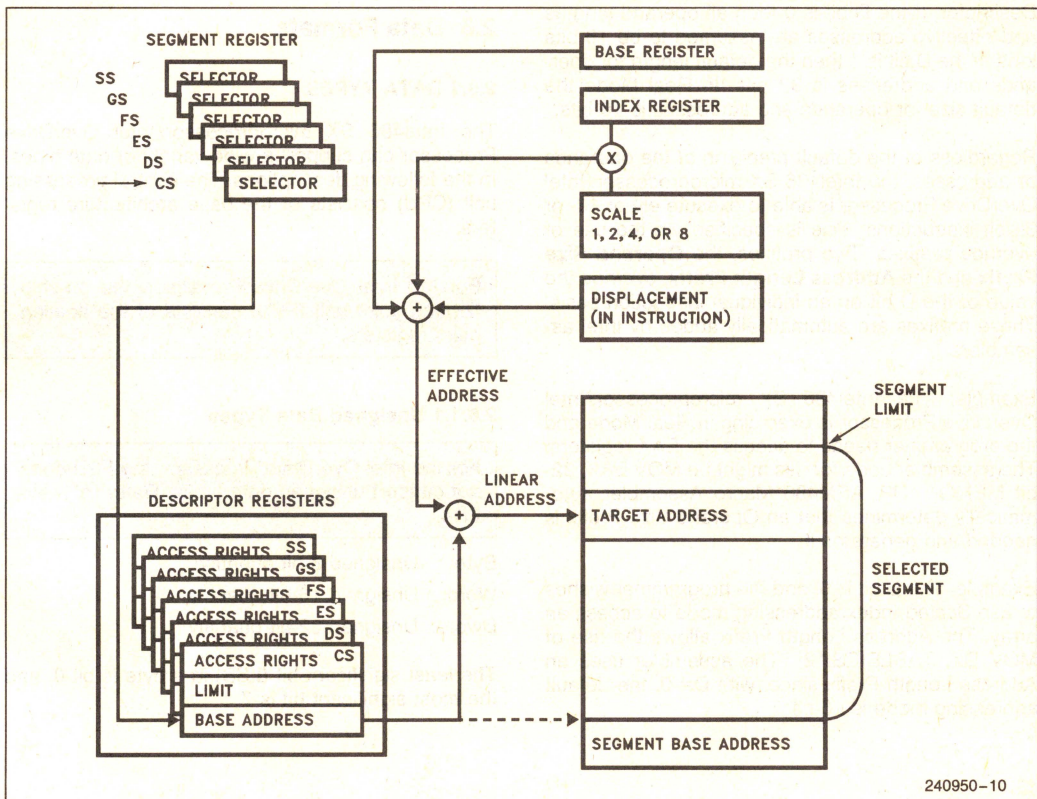 SEGMENT REGISTER
SS
GS
FS
ES
DS
CS
SELECTOR
SELECTOR
SELECTOR
SELECTOR
SELECTOR
SELECTOR
BASE REGISTER
INDEX REGISTER
X
SCALE
1, 2, 4, OR 8
DISPLACEMENT
(IN INSTRUCTION)
+
EFFECTIVE
ADDRESS
SEGMENT
LIMIT
DESCRIPTOR REGISTERS
LINEAR
ADDRESS
+
TARGET ADDRESS
SELECTED
SEGMENT
ACCESS RIGHTS SS
ACCESS RIGHTS GS
ACCESS RIGHTS FS
ACCESS RIGHTS ES
ACCESS RIGHTS DS
ACCESS RIGHTS CS
LIMIT
BASE ADDRESS
SEGMENT BASE ADDRESS
240950-10